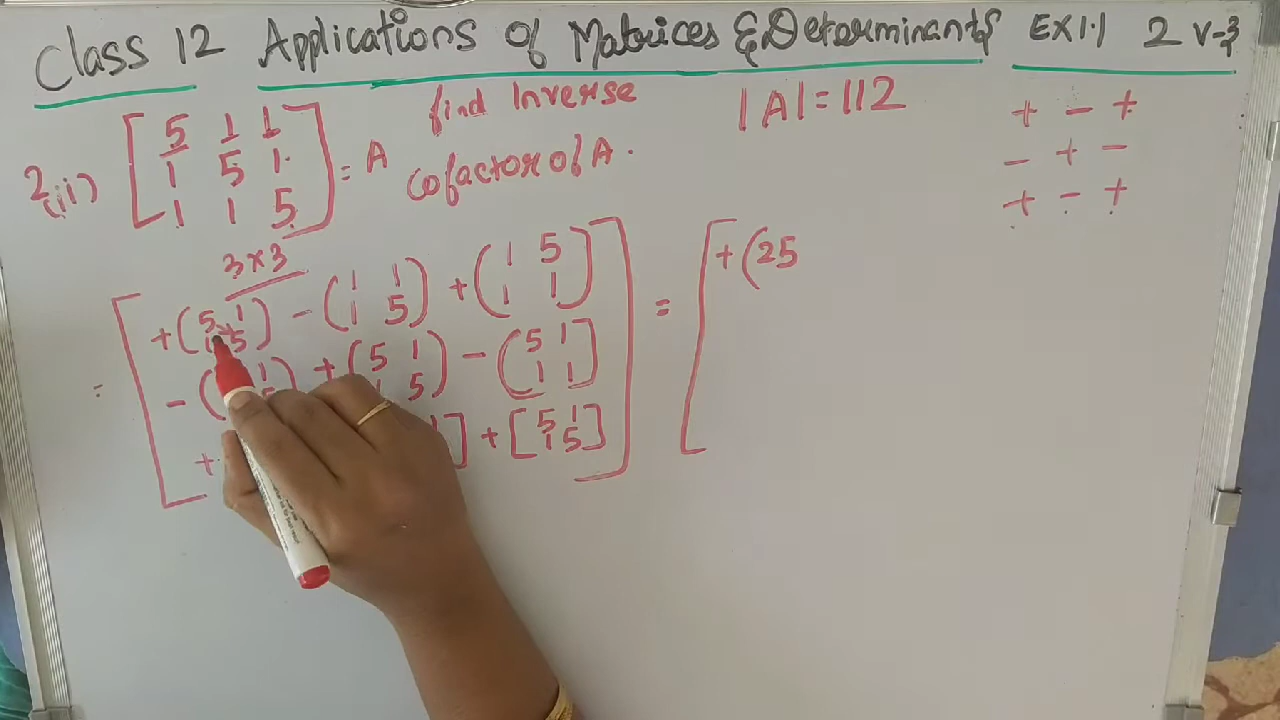 Class 12 Applications of Matrices & Determinants EX 1.1 2 V-3
2(ii) [5 1 1 find Inverse |A| = 112 + - +
1 5 1 = A cofactor of A. - + -
1 1 5] + - +
3x3
= [+(5 1 -(1 1 +(1 5 = [+(25
1 5) 1 5) 1 1)
-( 1 +(5 1 -(5 1
5) 1 1)
+ ] +[5 1
1 5]]